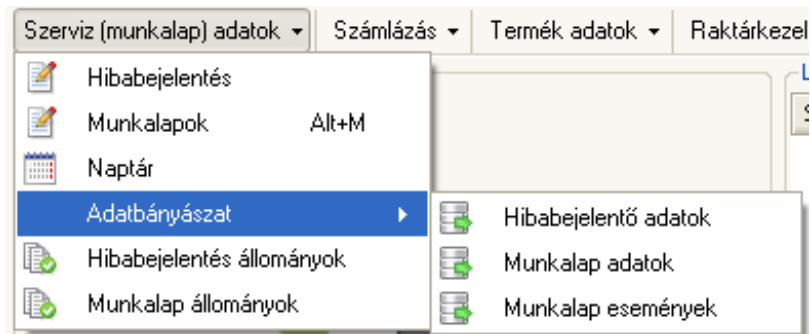 Szerviz (munkalap) adatok Számlázás Termék adatok Raktárkezel
Hibabejelentés
Munkalapok Alt+M
Naptár
Adatbányászat
Hibabejelentés állományok
Munkalap állományok
Hibabejelentő adatok
Munkalap adatok
Munkalap események